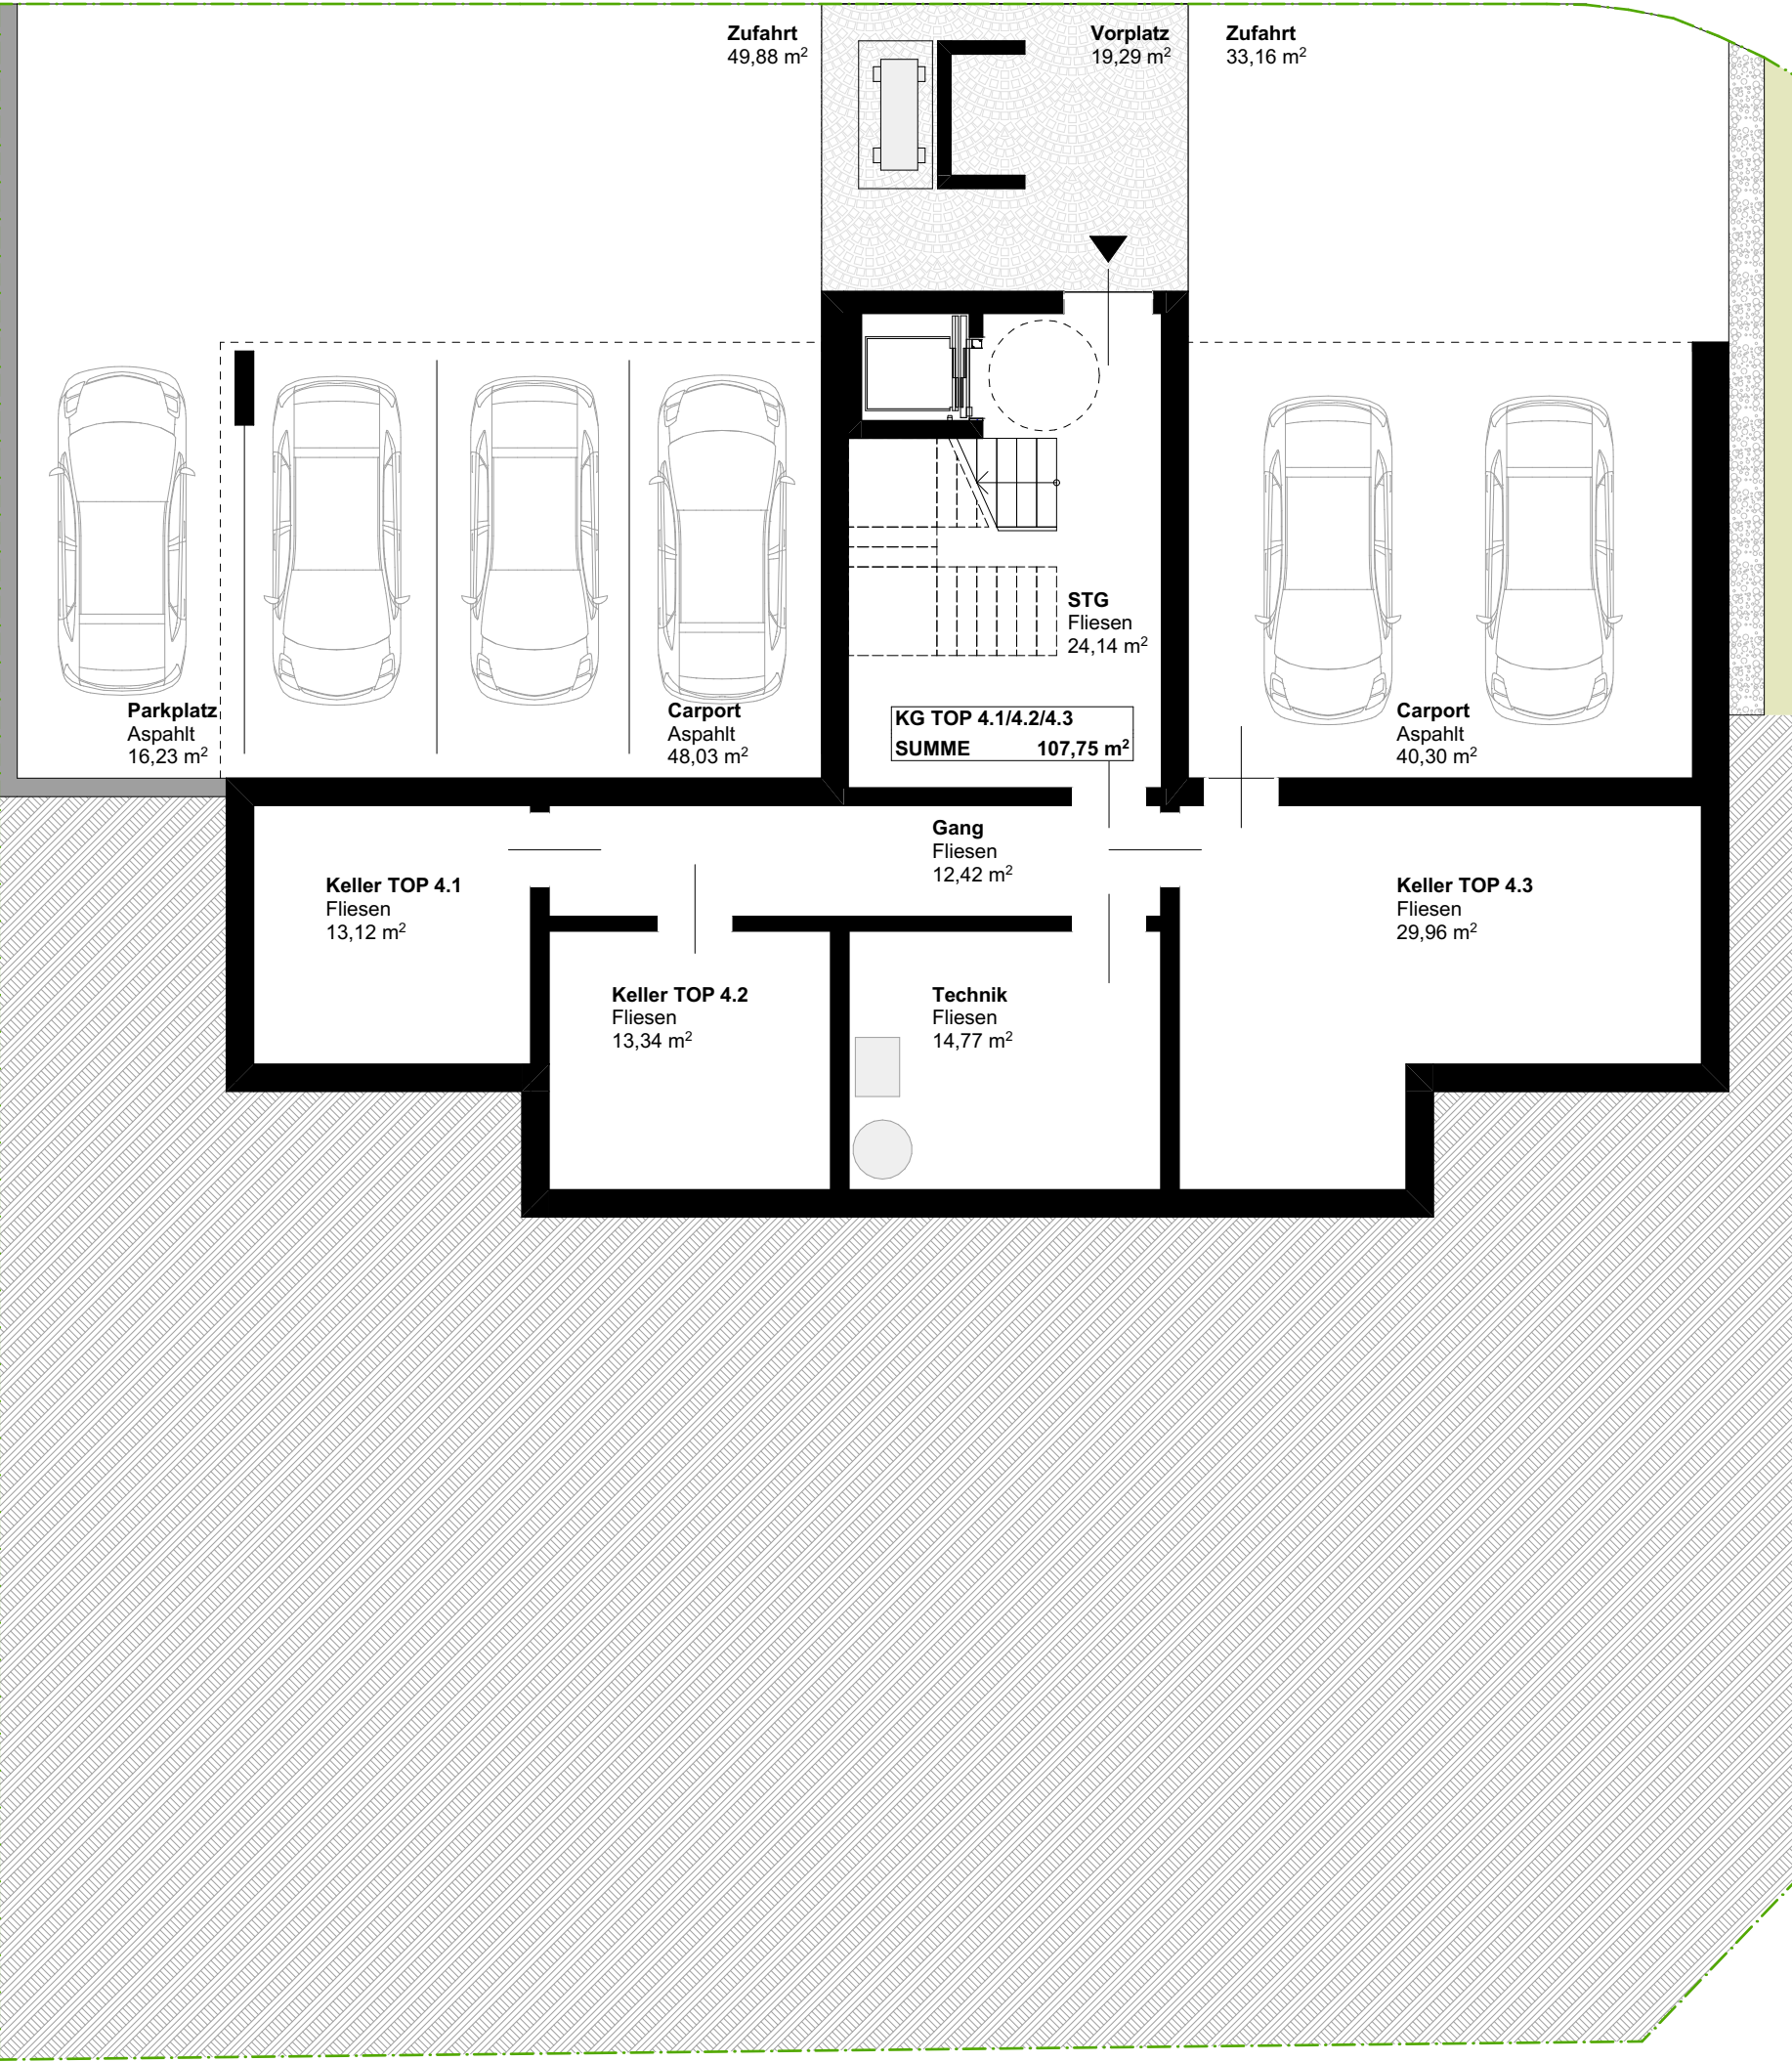 Zufahrt
49,88 m²
Vorplatz
19,29 m²
Zufahrt
33,16 m²
STG
Fliesen
24,14 m²
Parkplatz
Aspahlt
16,23 m²
Carport
Aspahlt
48,03 m²
KG TOP 4.1/4.2/4.3
SUMME 107,75 m²
Carport
Aspahlt
40,30 m²
Gang
Fliesen
12,42 m²
Keller TOP 4.1
Fliesen
13,12 m²
Keller TOP 4.3
Fliesen
29,96 m²
Keller TOP 4.2
Fliesen
13,34 m²
Technik
Fliesen
14,77 m²